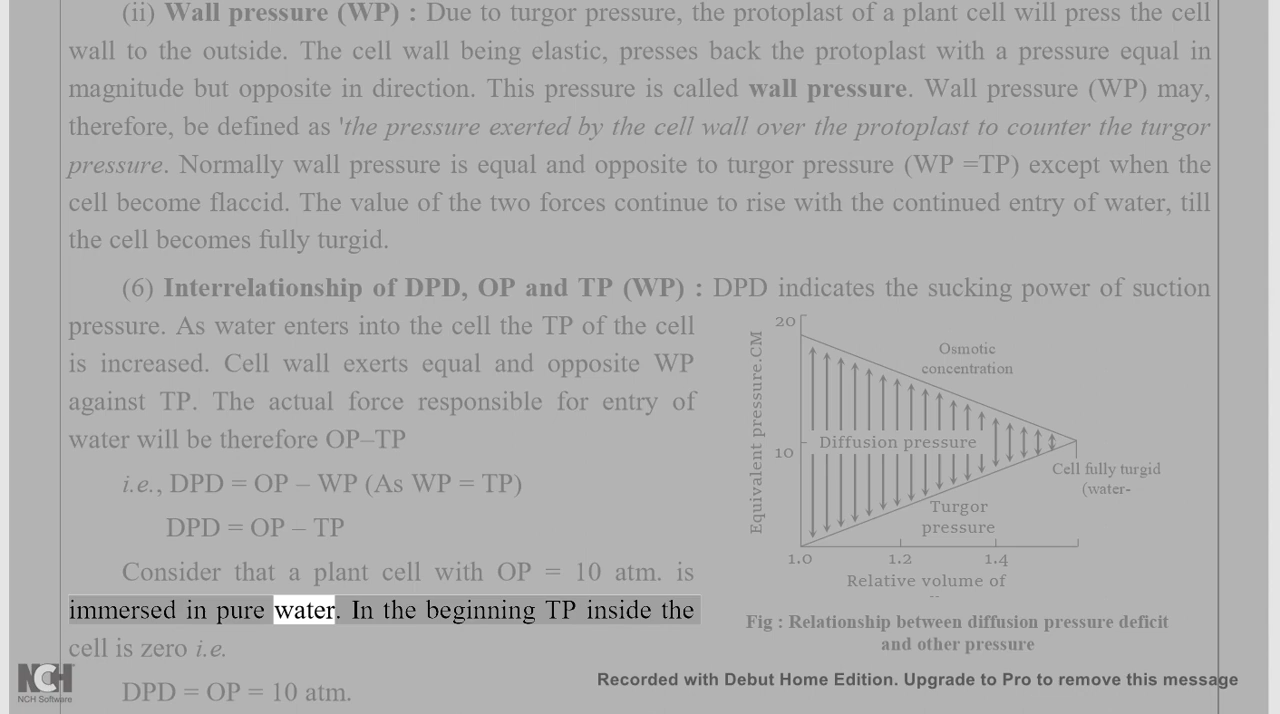 (ii) Wall pressure (WP) : Due to turgor pressure, the protoplast of a plant cell will press the cell
wall to the outside. The cell wall being elastic, presses back the protoplast with a pressure equal in
magnitude but opposite in direction. This pressure is called wall pressure. Wall pressure (WP) may,
therefore, be defined as 'the pressure exerted by the cell wall over the protoplast to counter the turgor
pressure. Normally wall pressure is equal and opposite to turgor pressure (WP =TP) except when the
cell become flaccid. The value of the two forces continue to rise with the continued entry of water, till
the cell becomes fully turgid.
(6) Interrelationship of DPD, OP and TP (WP) : DPD indicates the sucking power of suction
pressure. As water enters into the cell the TP of the cell
is increased. Cell wall exerts equal and opposite WP
against TP. The actual force responsible for entry of
water will be therefore OP–TP
i.e., DPD = OP – WP (As WP = TP)
DPD = OP – TP
Consider that a plant cell with OP = 10 atm. is
immersed in pure water. In the beginning TP inside the
cell is zero i.e.
DPD = OP = 10 atm.
20
10
Equivalent pressure.CM
Osmotic
concentration
Diffusion pressure
Cell fully turgid
(water-
Turgor
pressure
1.0 1.2 1.4
Relative volume of
Fig : Relationship between diffusion pressure deficit
and other pressure
NCH
NCH Software
Recorded with Debut Home Edition. Upgrade to Pro to remove this message